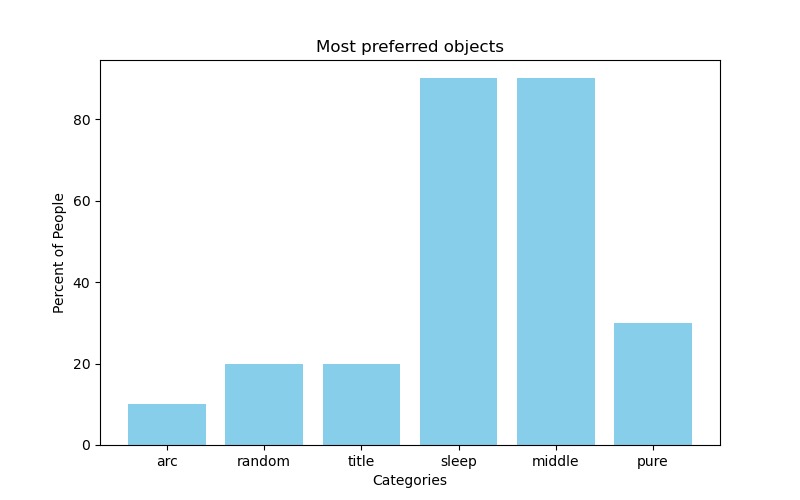 Most preferred objects
Percent of People
80
60
40
20
0
arc random title sleep middle pure
Categories